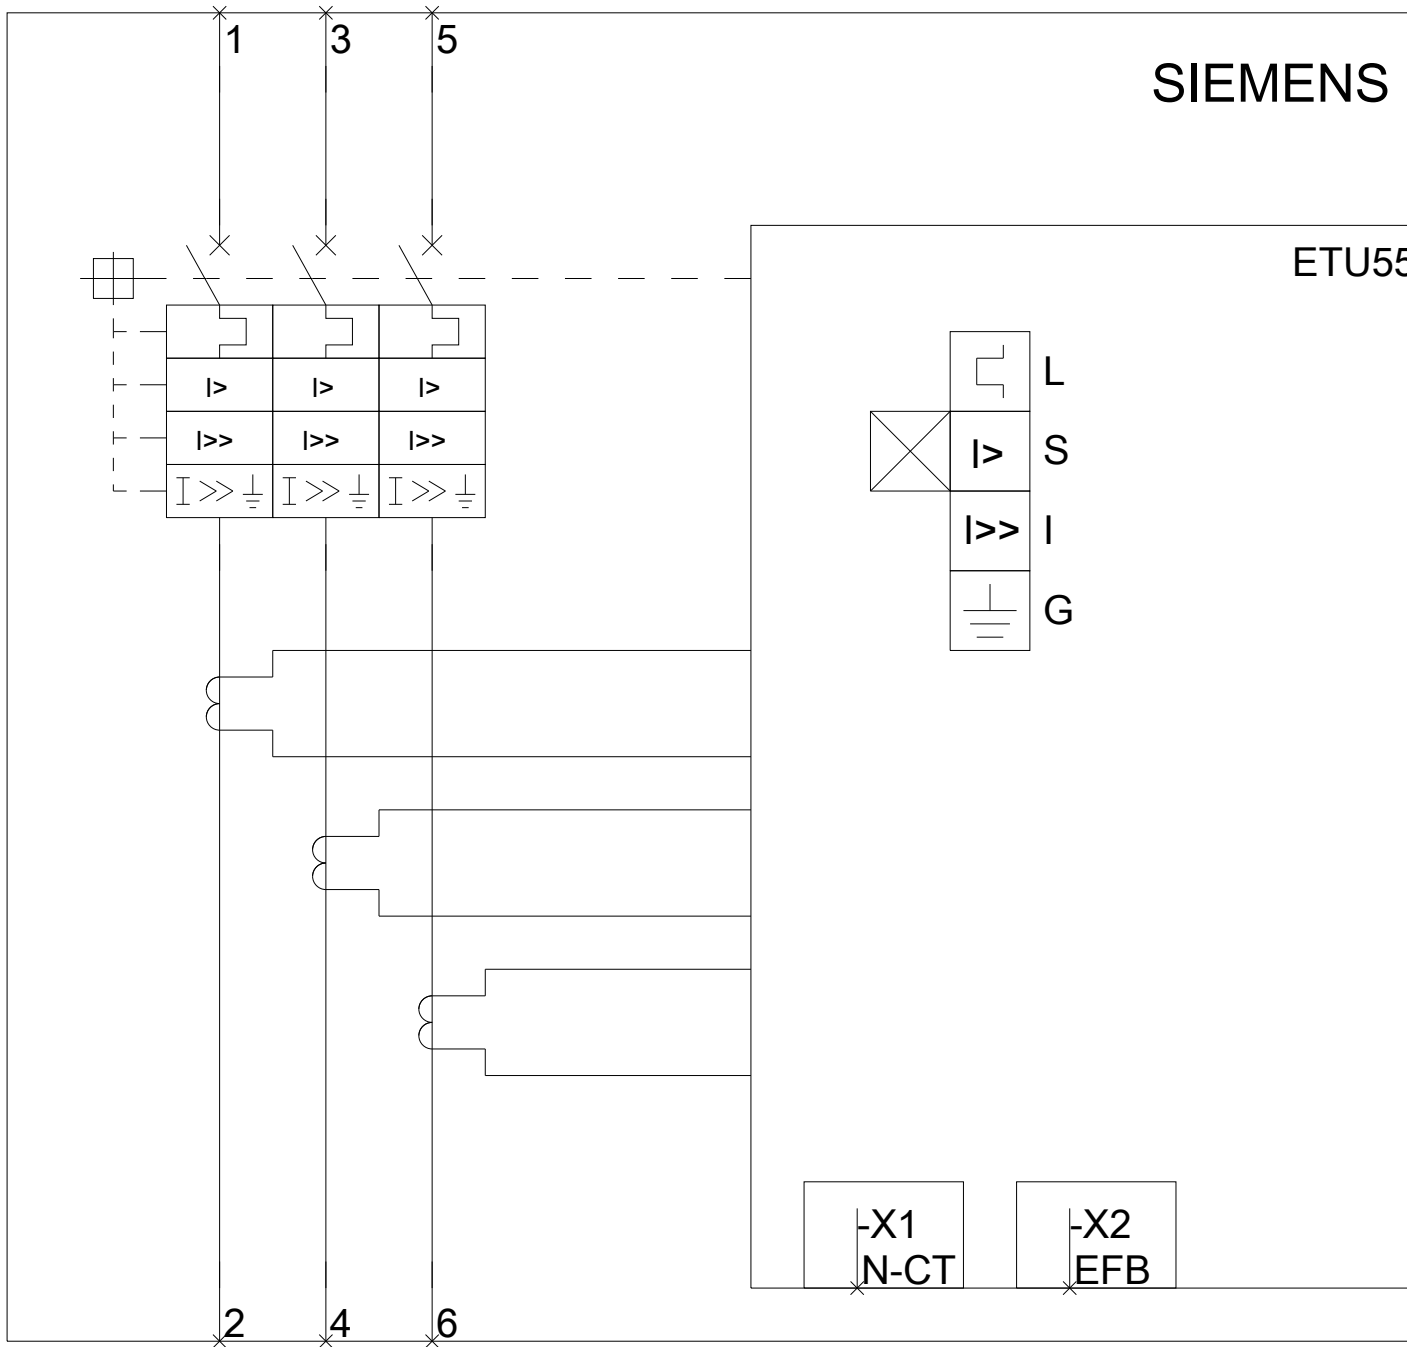 1 3 5
SIEMENS
ETU55
I> I> I>
I>> I>> I>>
I >> I >> I >>
L
I> S
I>> I
G
-X1 -X2
N-CT EFB
2 4 6